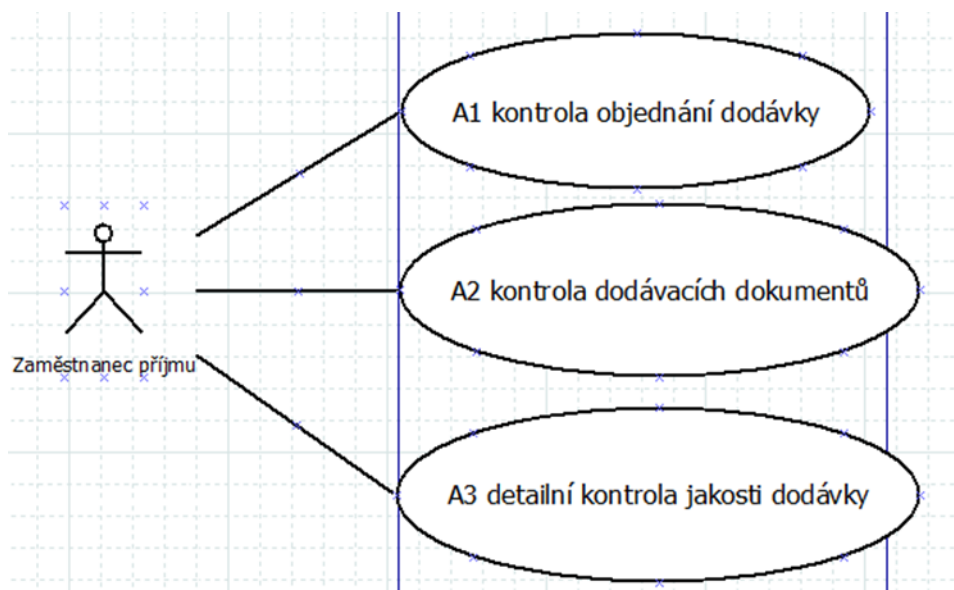 A1 kontrola objednání dodávky
A2 kontrola dodávacích dokumentů
Zaměstnanec příjmu
A3 detailní kontrola jakosti dodávky